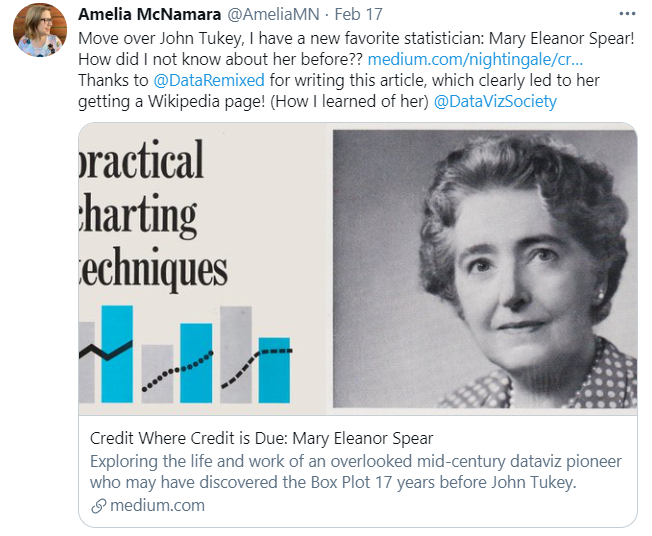 Amelia McNamara @AmeliaMN · Feb 17
Move over John Tukey, I have a new favorite statistician: Mary Eleanor Spear!
How did I not know about her before?? medium.com/nightingale/cr...
Thanks to @DataRemixed for writing this article, which clearly led to her
getting a Wikipedia page! (How I learned of her) @DataVizSociety
practical
charting
techniques
Credit Where Credit is Due: Mary Eleanor Spear
Exploring the life and work of an overlooked mid-century dataviz pioneer
who may have discovered the Box Plot 17 years before John Tukey.
medium.com